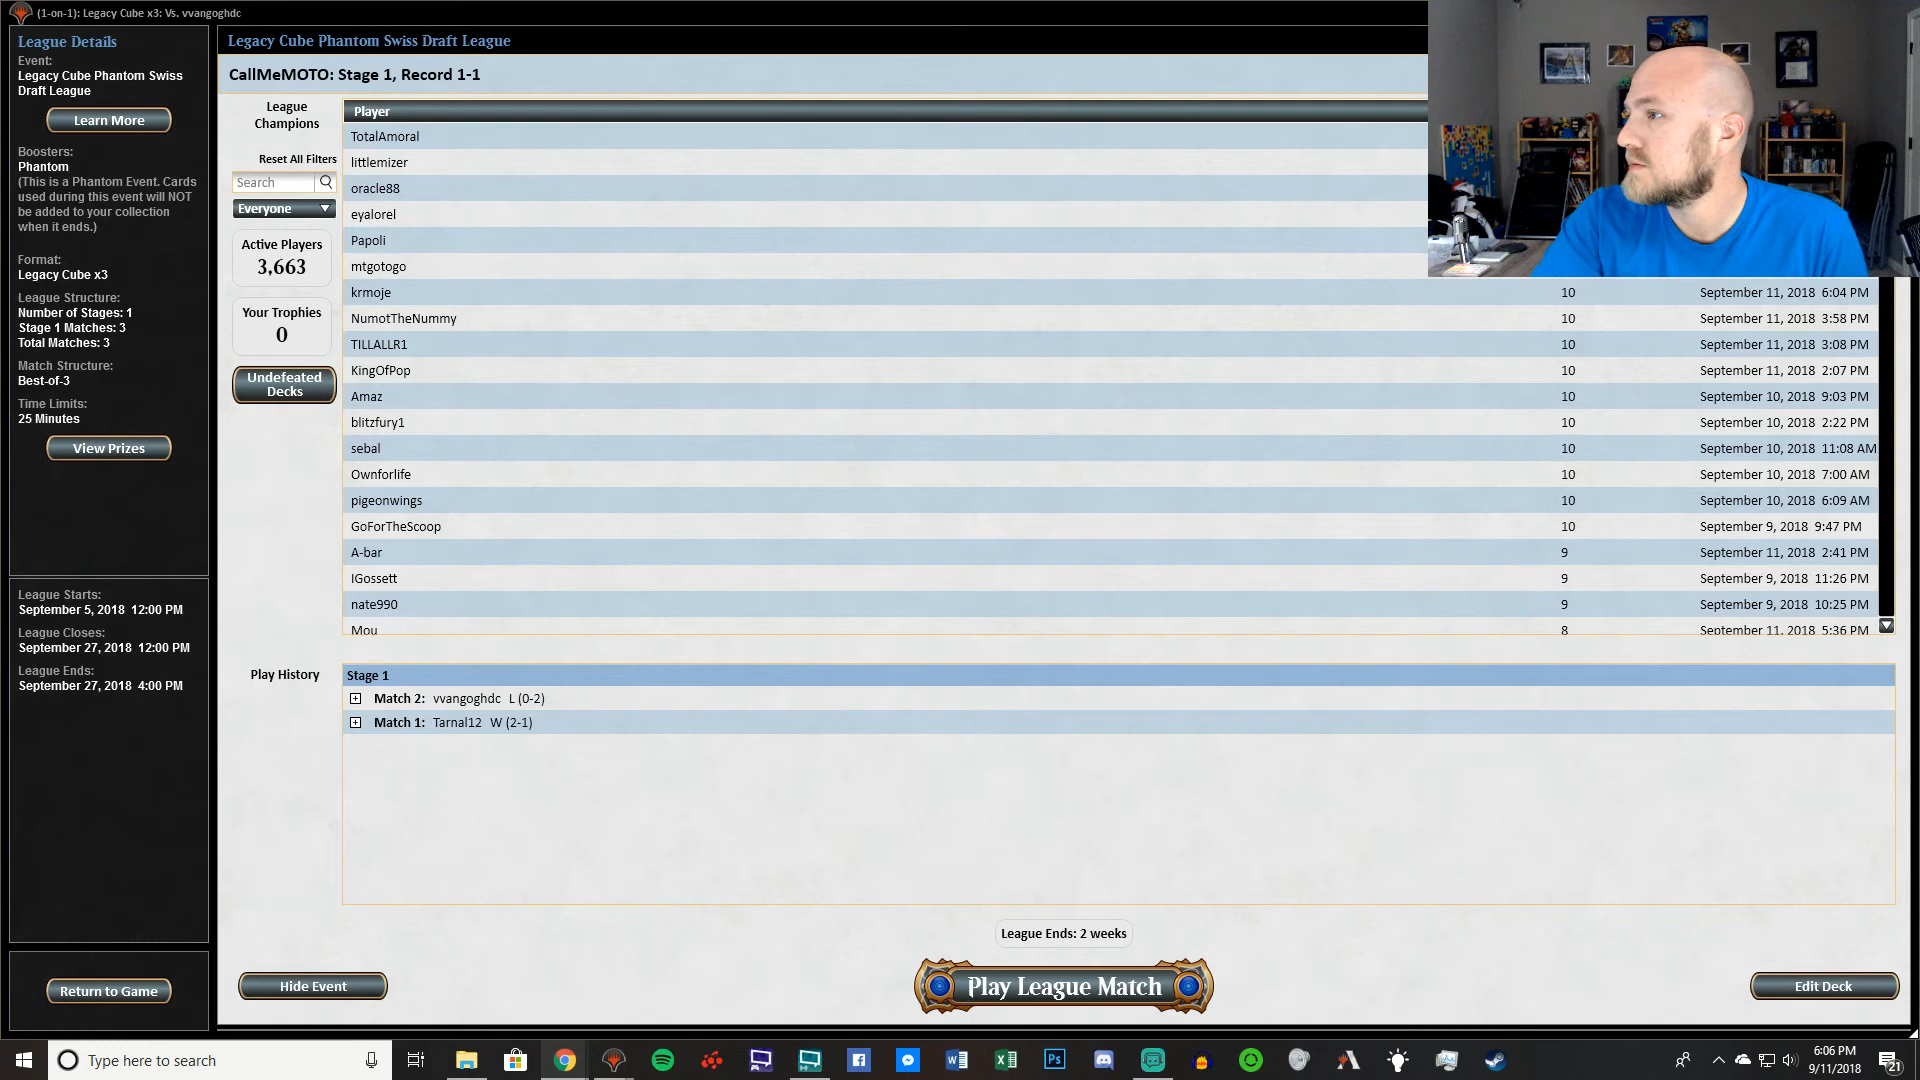 (1-on-1): Legacy Cube x3: Vs. vvangoghdc
League Details
Event:
Legacy Cube Phantom Swiss
Draft League
Learn More
Boosters:
Phantom
(This is a Phantom Event. Cards
used during this event will NOT
be added to your collection
when it ends.)
Format:
Legacy Cube x3
League Structure:
Number of Stages: 1
Stage 1 Matches: 3
Total Matches: 3
Match Structure:
Best-of-3
Time Limits:
25 Minutes
View Prizes
League Starts:
September 5, 2018 12:00 PM
League Closes:
September 27, 2018 12:00 PM
League Ends:
September 27, 2018 4:00 PM
Return to Game
Legacy Cube Phantom Swiss Draft League
CallMeMOTO: Stage 1, Record 1-1
League
Champions
Reset All Filters
Search
Everyone
Active Players
3,663
Your Trophies
0
Undefeated
Decks
Player
TotalAmoral
littlemizer
oracle88
eyalorel
Papoli
mtgotogo
krmoje 10 September 11, 2018 6:04 PM
NumotTheNummy 10 September 11, 2018 3:58 PM
TILLALLR1 10 September 11, 2018 3:08 PM
KingOfPop 10 September 11, 2018 2:07 PM
Amaz 10 September 10, 2018 9:03 PM
blitzfury1 10 September 10, 2018 2:22 PM
sebal 10 September 10, 2018 11:08 AM
Ownforlife 10 September 10, 2018 7:00 AM
pigeonwings 10 September 10, 2018 6:09 AM
GoForTheScoop 10 September 9, 2018 9:47 PM
A-bar 9 September 11, 2018 2:41 PM
IGossett 9 September 9, 2018 11:26 PM
nate990 9 September 9, 2018 10:25 PM
Mou 8 September 11, 2018 5:36 PM
Play History
Stage 1
Match 2: vvangoghdc L (0-2)
Match 1: Tarnal12 W (2-1)
League Ends: 2 weeks
Hide Event
Play League Match
Edit Deck
Type here to search
6:06 PM
9/11/2018
21